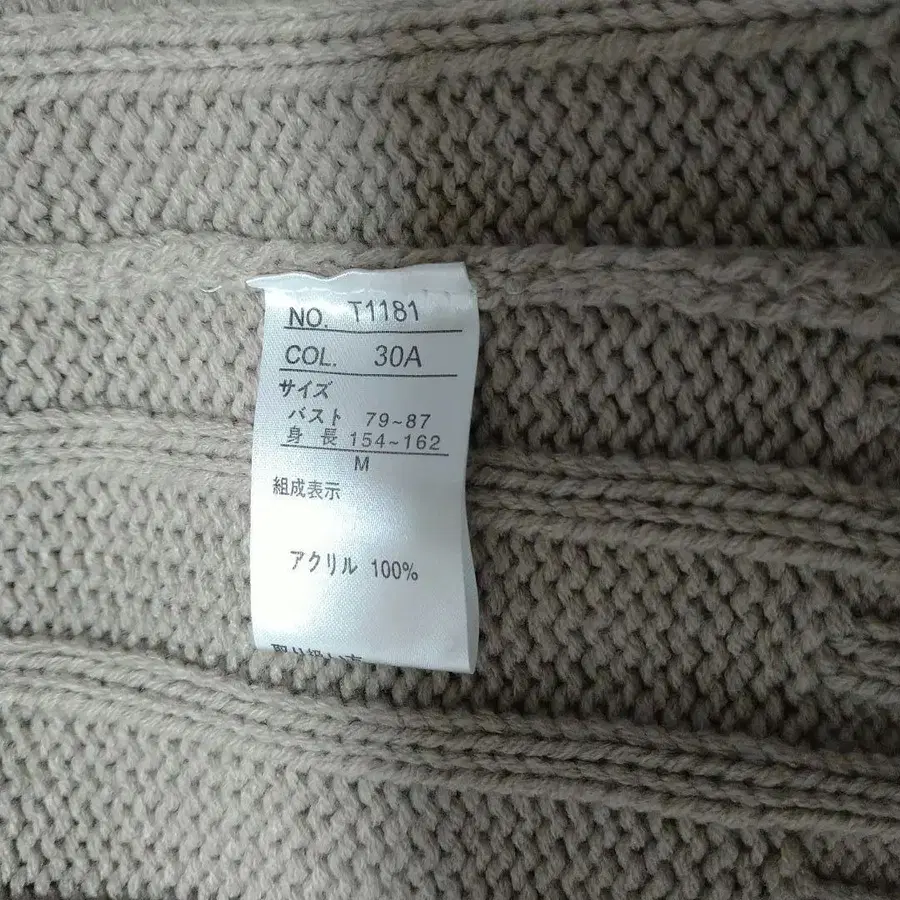 NO. T1181
COL. 30A
サイズ
バスト 79~87
身 長 154~162
M
組成表示
アクリル 100%